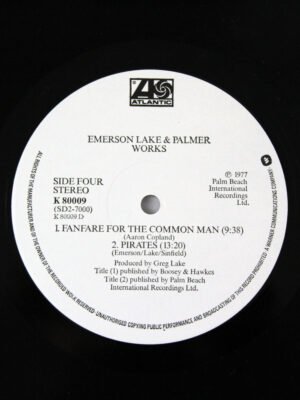 ATLANTIC
EMERSON LAKE & PALMER
WORKS
SIDE FOUR
STEREO
K 80009
(SD2-7000)
K 80009 D
℗ 1977
Palm Beach
International
Recordings
Ltd.
1. FANFARE FOR THE COMMON MAN (9:38)
(Aaron Copland)
2. PIRATES (13:20)
(Emerson/Lake/Sinfield)
Produced by Greg Lake
Title (1) published by Boosey & Hawkes
Title (2) published by Palm Beach
International Recordings Ltd.
ALL RIGHTS OF THE MANUFACTURER AND OF THE OWNER OF THE RECORDED WORK RESERVED · UNAUTHORISED COPYING PUBLIC PERFORMANCE AND BROADCASTING OF THIS RECORD PROHIBITED · A WARNER COMMUNICATIONS COMPANY